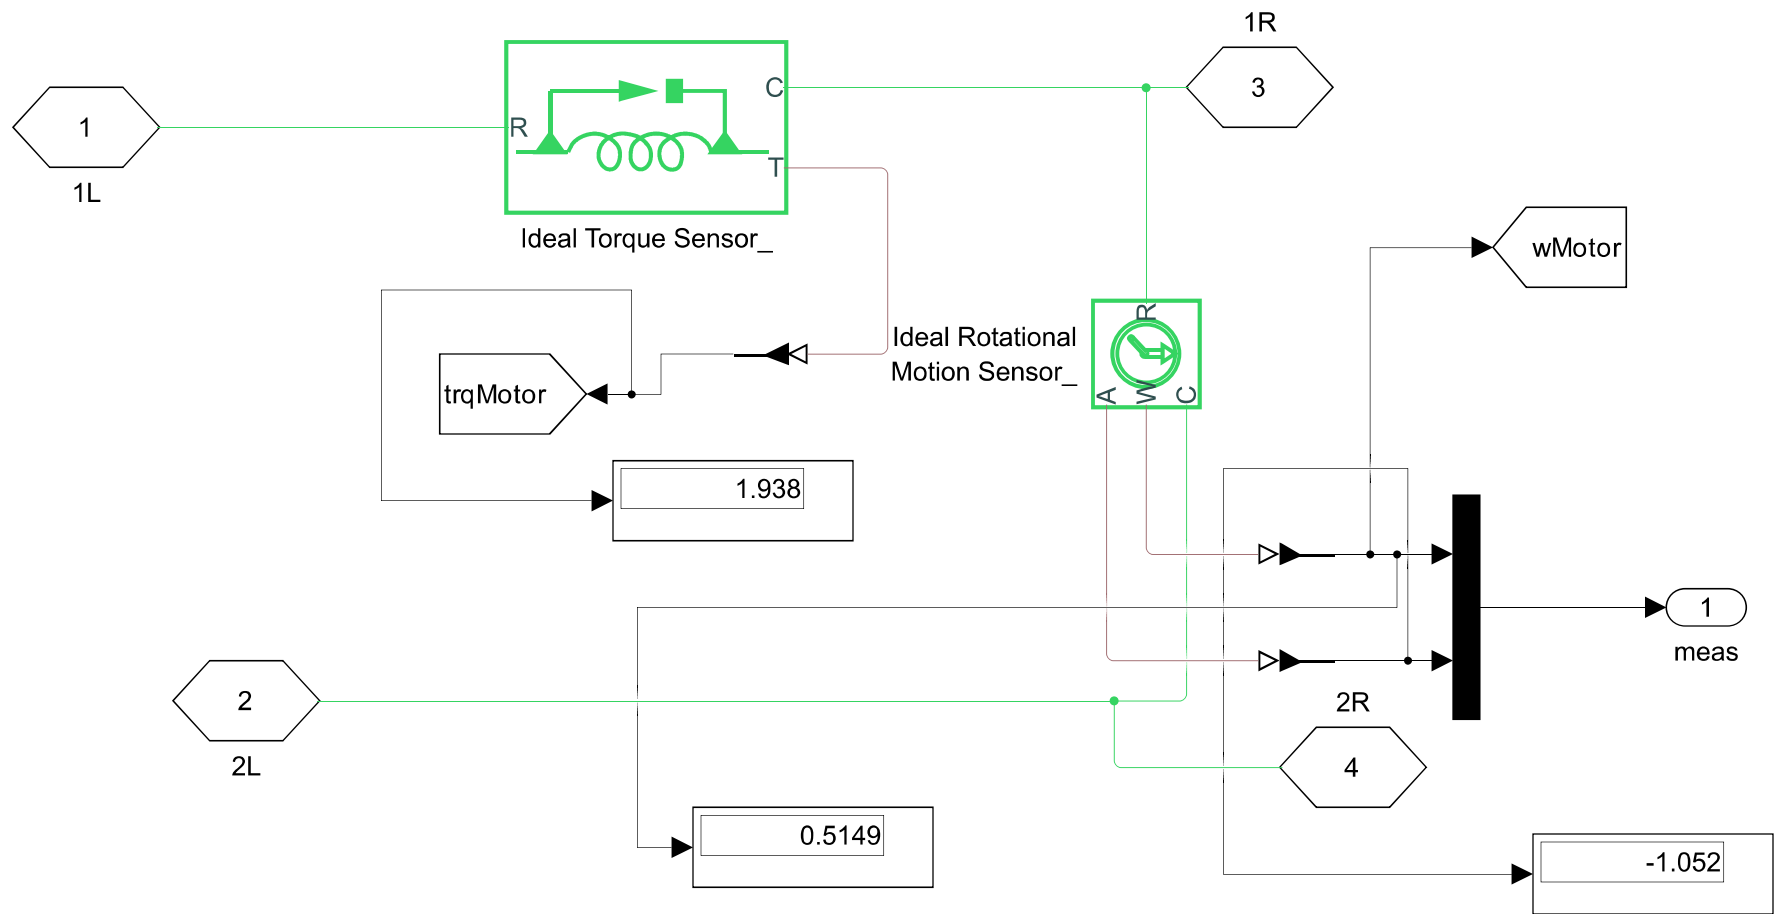 1R
3
C
1
R
T
1L
Ideal Torque Sensor_
wMotor
R
Ideal Rotational
Motion Sensor_
A
W
C
trqMotor
1.938
1
meas
2
2R
2L
4
0.5149
-1.052